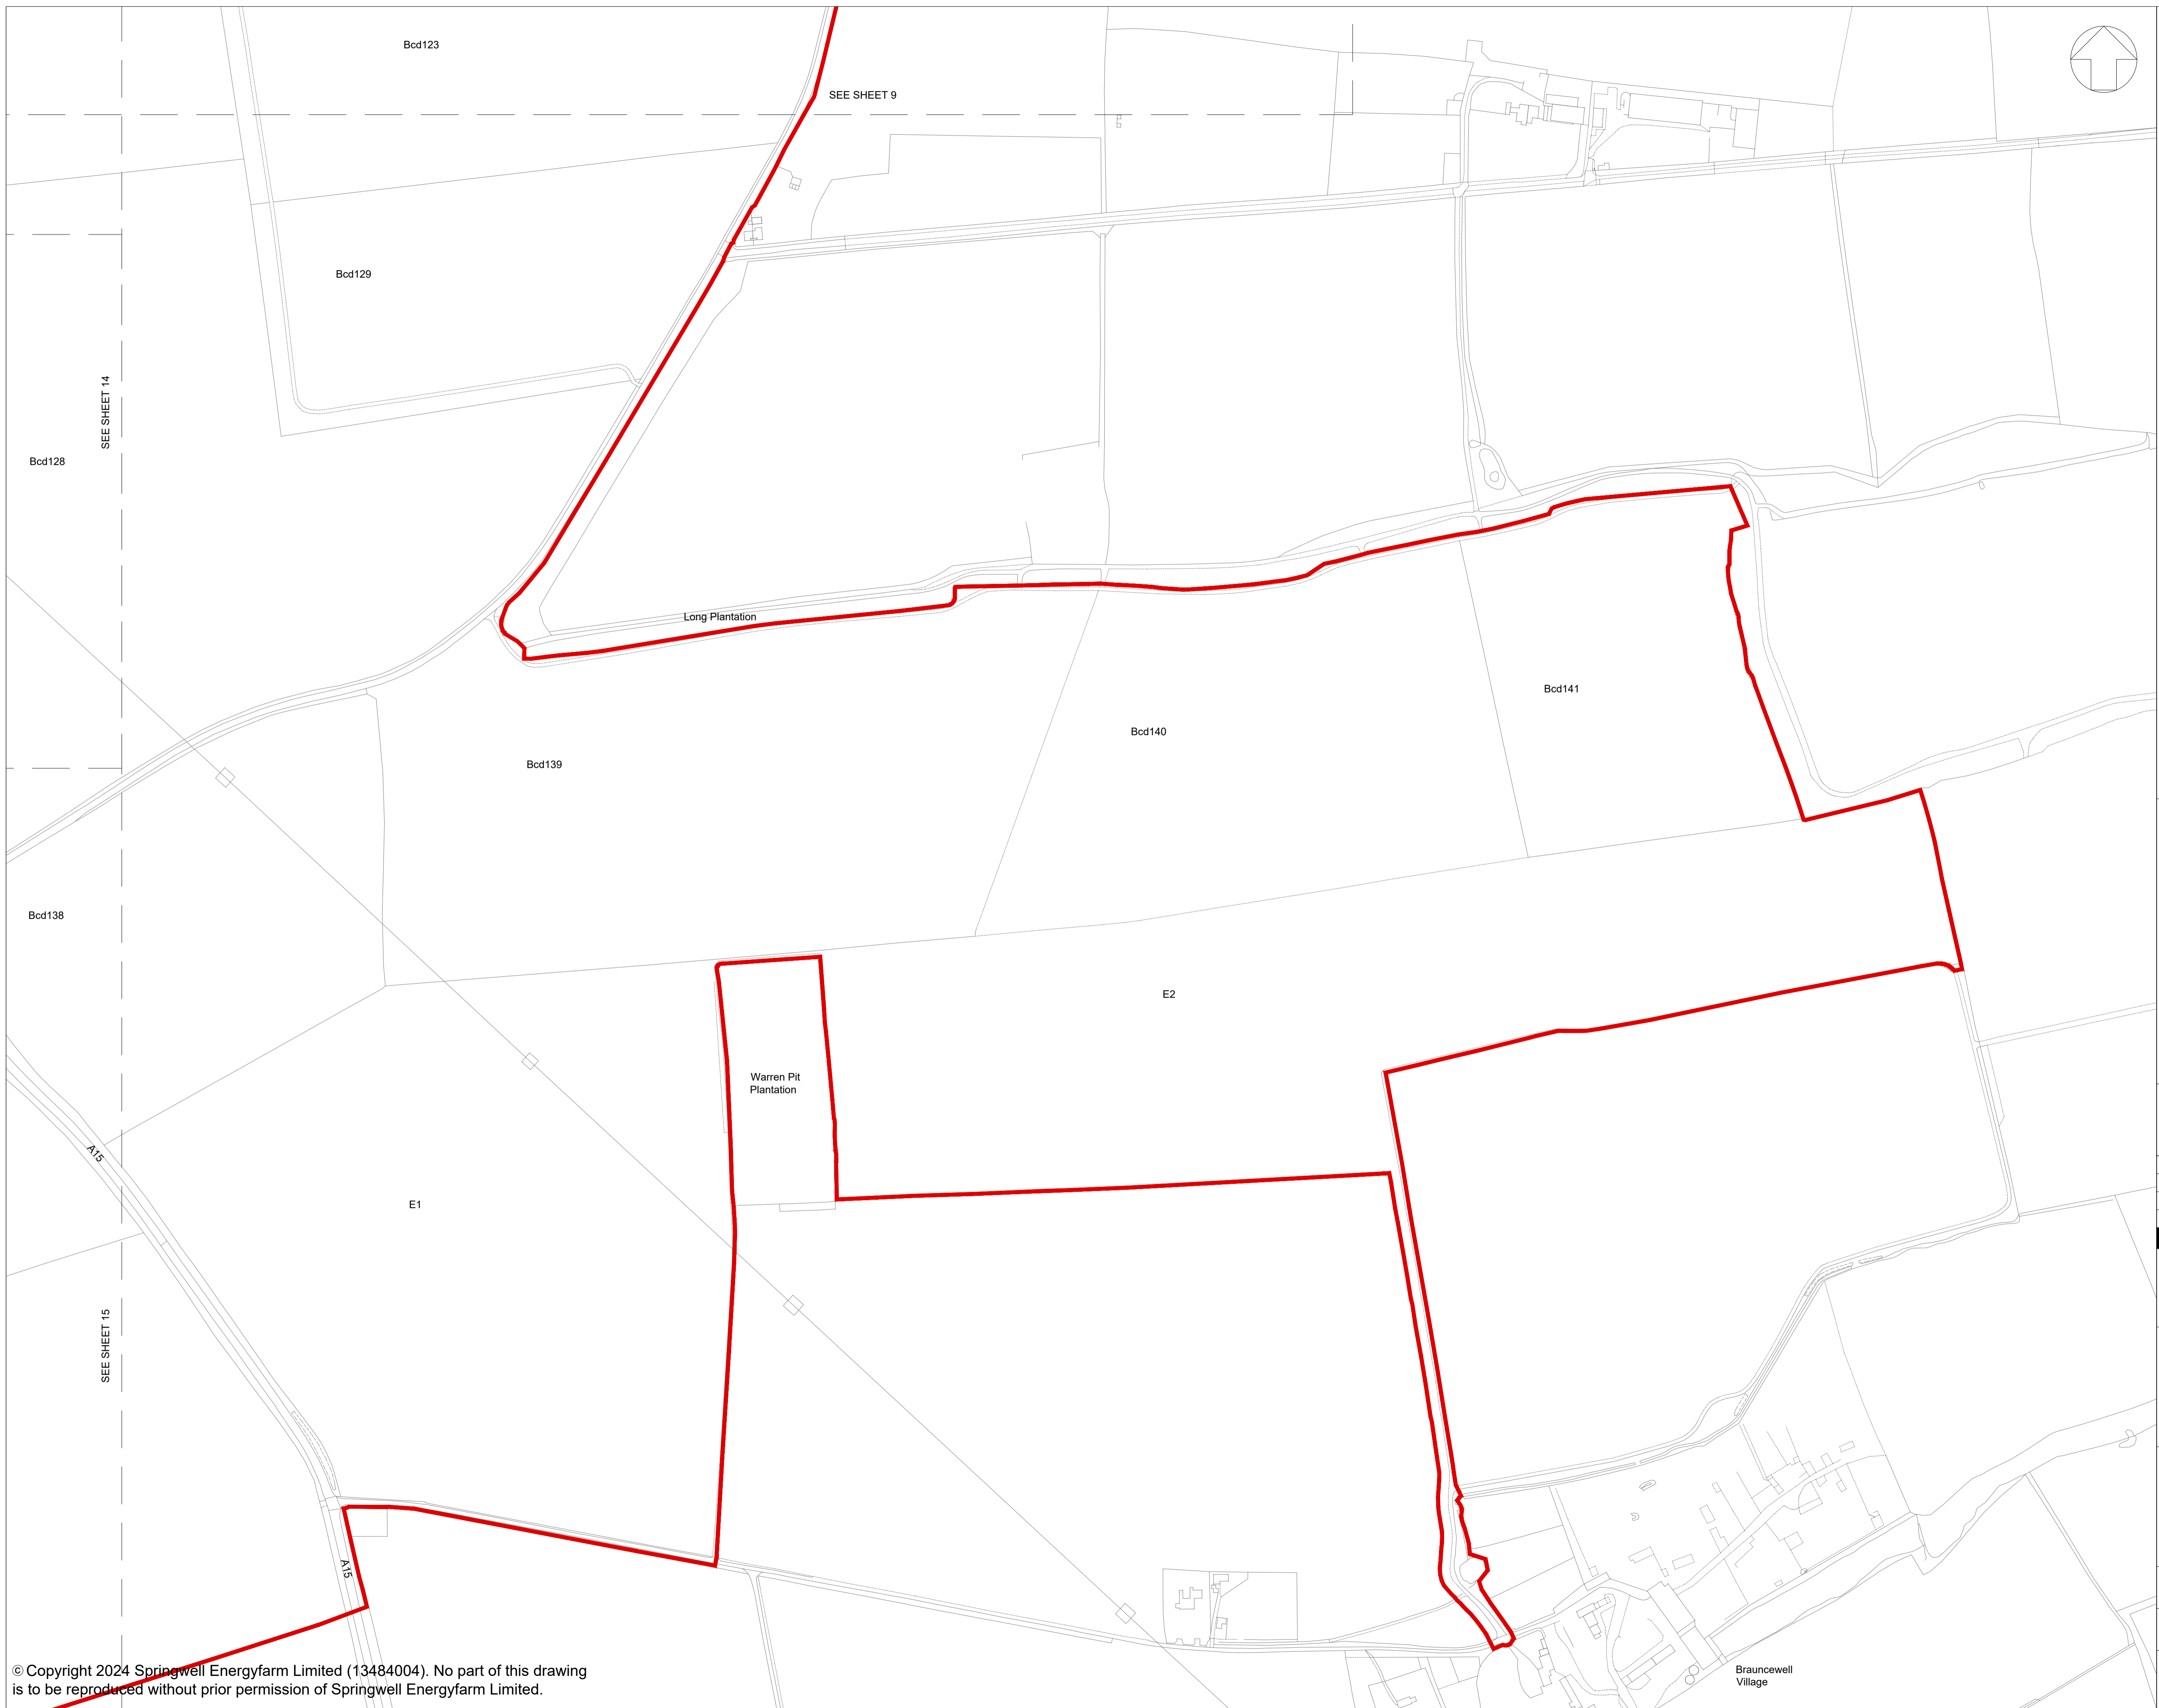 Bcd123
SEE SHEET 9
Bcd129
SEE SHEET 14
Bcd128
Long Plantation
Bcd141
Bcd140
Bcd139
Bcd138
E2
Warren Pit
Plantation
A15
E1
SEE SHEET 15
A15
© Copyright 2024 Springwell Energyfarm Limited (13484004). No part of this drawing
is to be reproduced without prior permission of Springwell Energyfarm Limited.
Brauncewell
Village